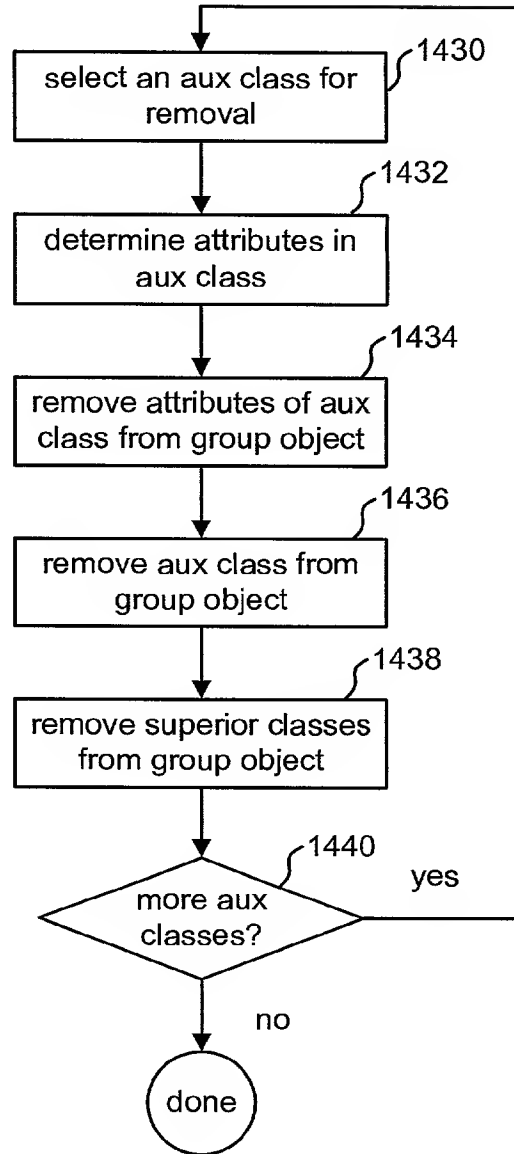 1430
select an aux class for
removal
1432
determine attributes in
aux class
1434
remove attributes of aux
class from group object
1436
remove aux class from
group object
1438
remove superior classes
from group object
1440
more aux
classes?
yes
no
done